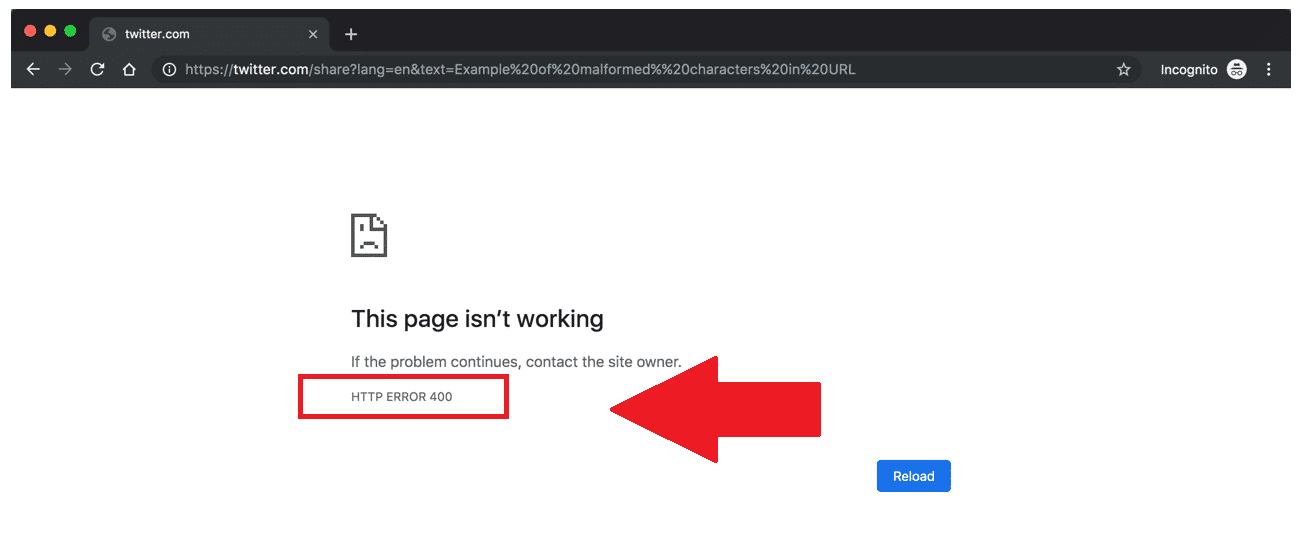 twitter.com
https://twitter.com/share?lang=en&text=Example%20of%20malformed%%20characters%20in%20URL
Incognito
This page isn’t working
If the problem continues, contact the site owner.
HTTP ERROR 400
Reload